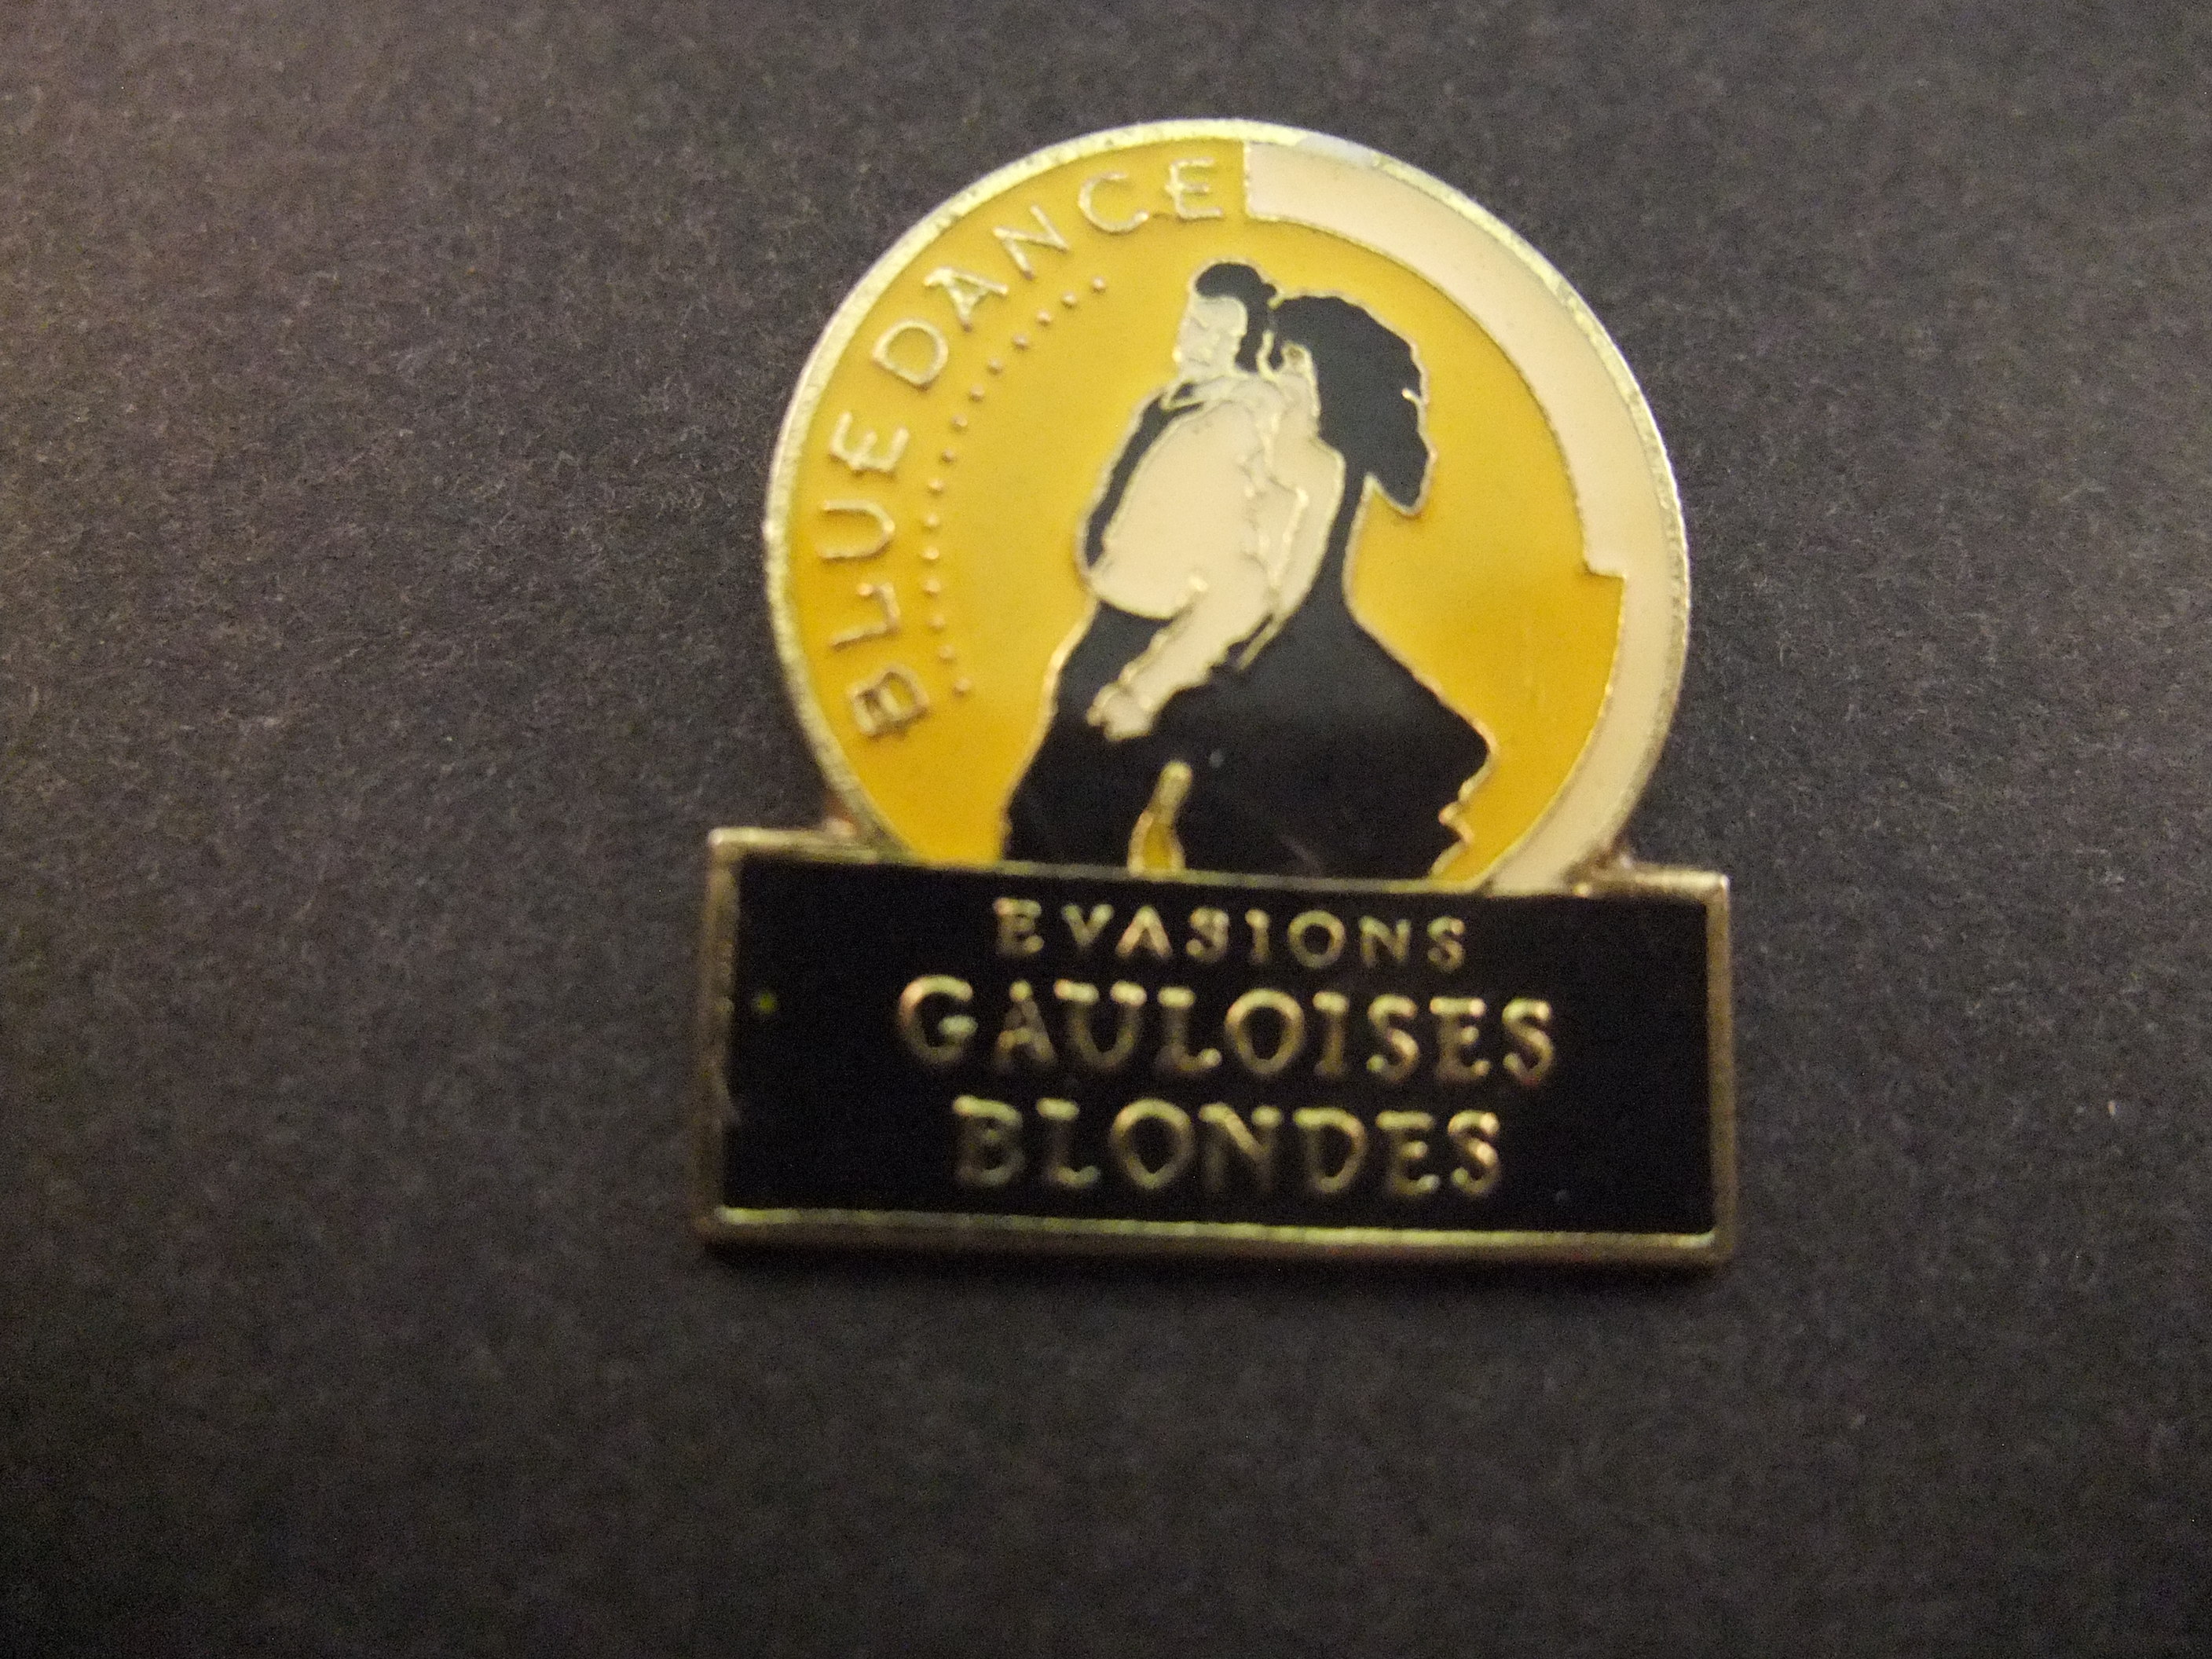 BLUE DANCE
EVASIONS
GAULOISES
BLONDES